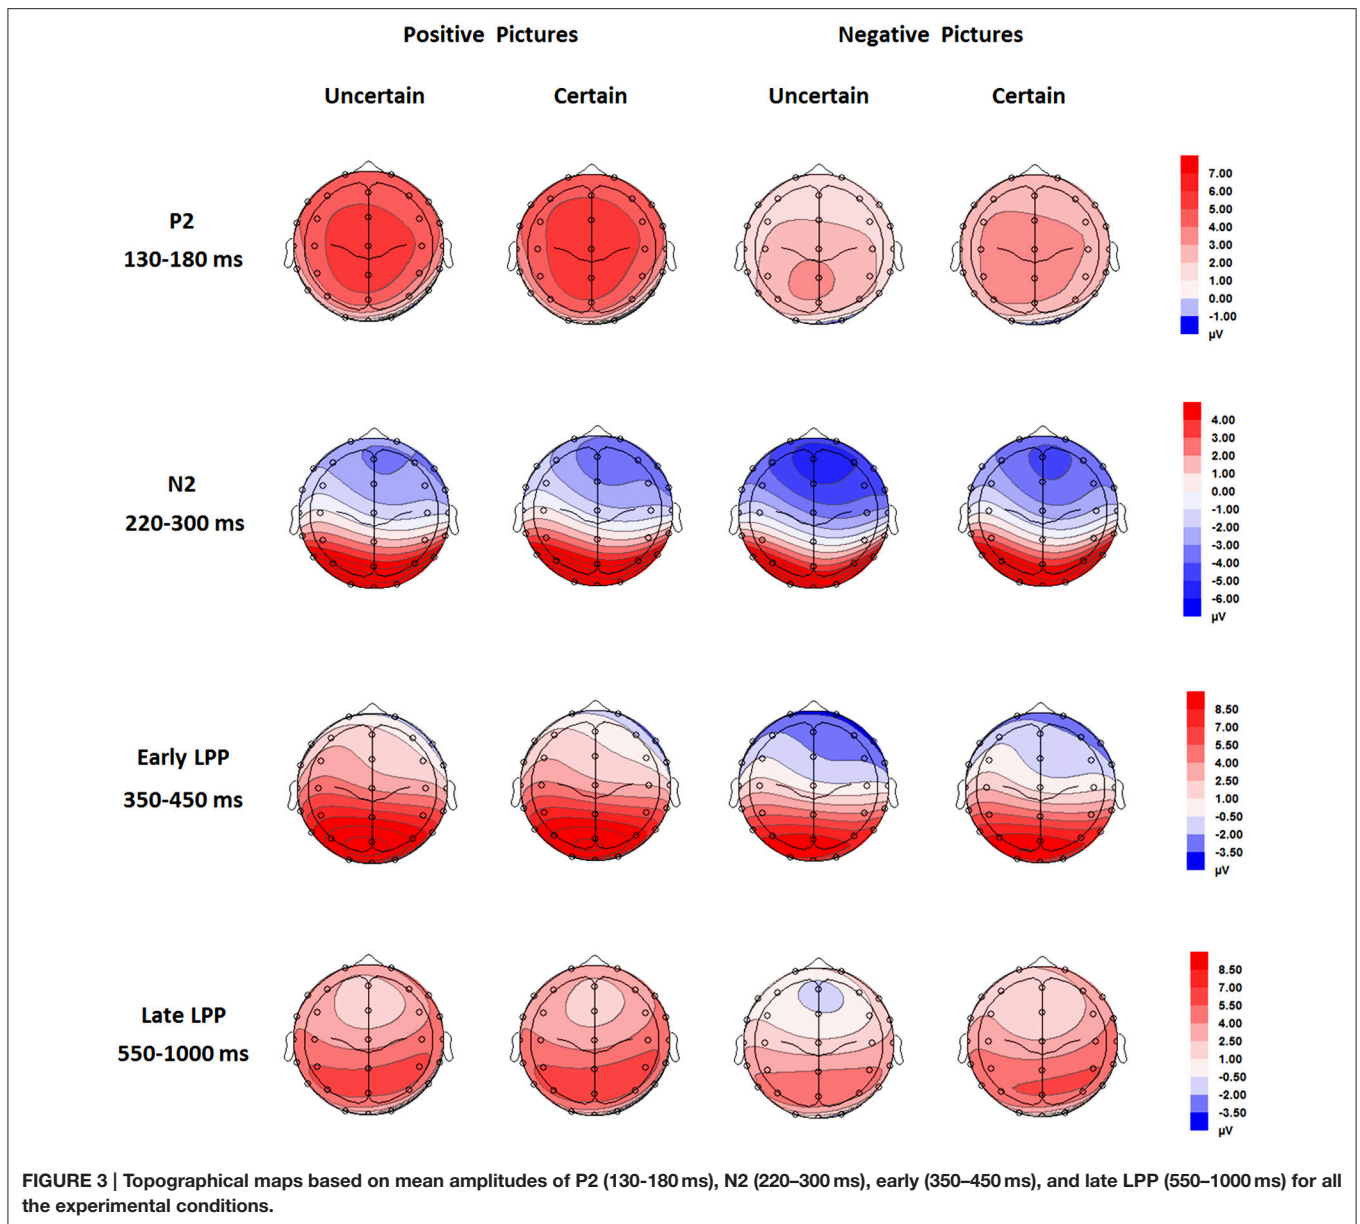 Positive Pictures Negative Pictures
Uncertain Certain Uncertain Certain
P2
130-180 ms
7.00
6.00
5.00
4.00
3.00
2.00
1.00
0.00
-1.00
µV
N2
220-300 ms
4.00
3.00
2.00
1.00
0.00
-1.00
-2.00
-3.00
-4.00
-5.00
-6.00
µV
Early LPP
350-450 ms
8.50
7.00
5.50
4.00
2.50
1.00
-0.50
-2.00
-3.50
µV
Late LPP
550-1000 ms
8.50
7.00
5.50
4.00
2.50
1.00
-0.50
-2.00
-3.50
µV
FIGURE 3 | Topographical maps based on mean amplitudes of P2 (130-180 ms), N2 (220–300 ms), early (350–450 ms), and late LPP (550–1000 ms) for all
the experimental conditions.